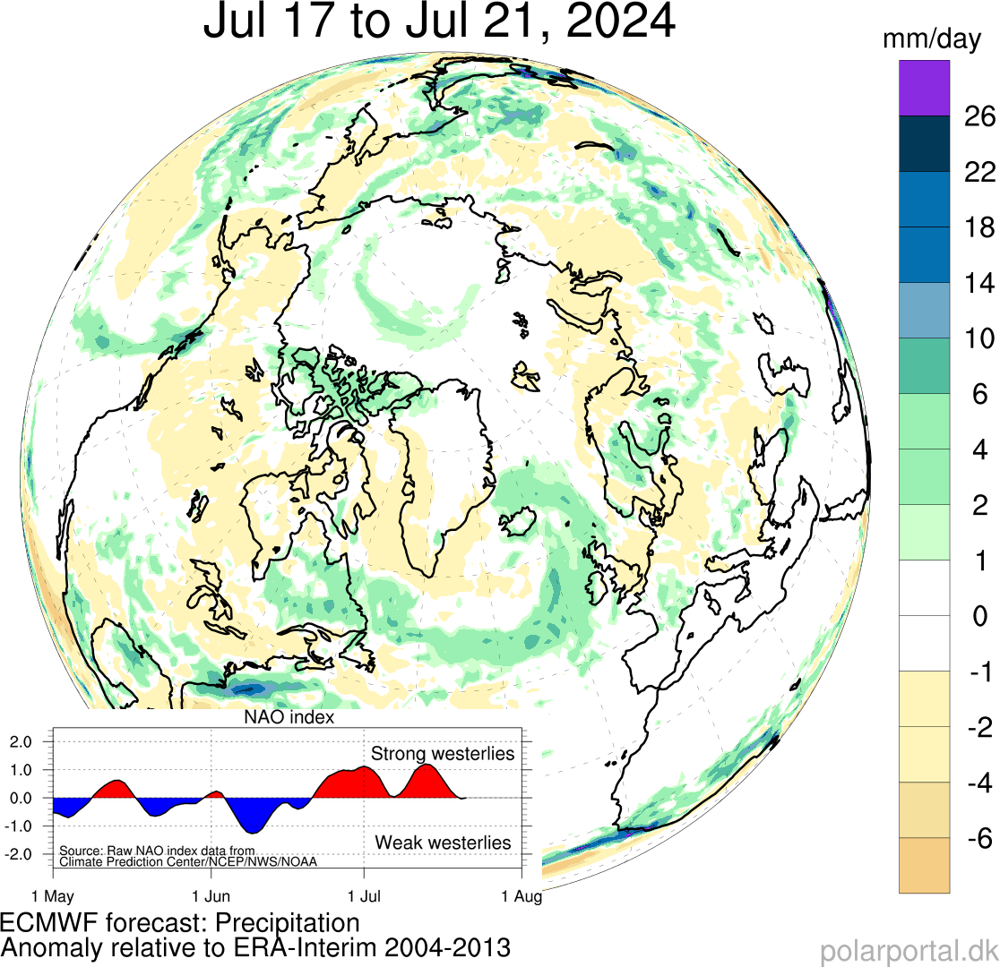 Jul 17 to Jul 21, 2024
mm/day
26
22
18
14
10
6
4
2
1
0
-1
-2
-4
-6
NAO index
2.0
1.0
0.0
-1.0
-2.0
Strong westerlies
Weak westerlies
Source: Raw NAO index data from
Climate Prediction Center/NCEP/NWS/NOAA
1 May 1 Jun 1 Jul 1 Aug
ECMWF forecast: Precipitation
Anomaly relative to ERA-Interim 2004-2013
polarportal.dk